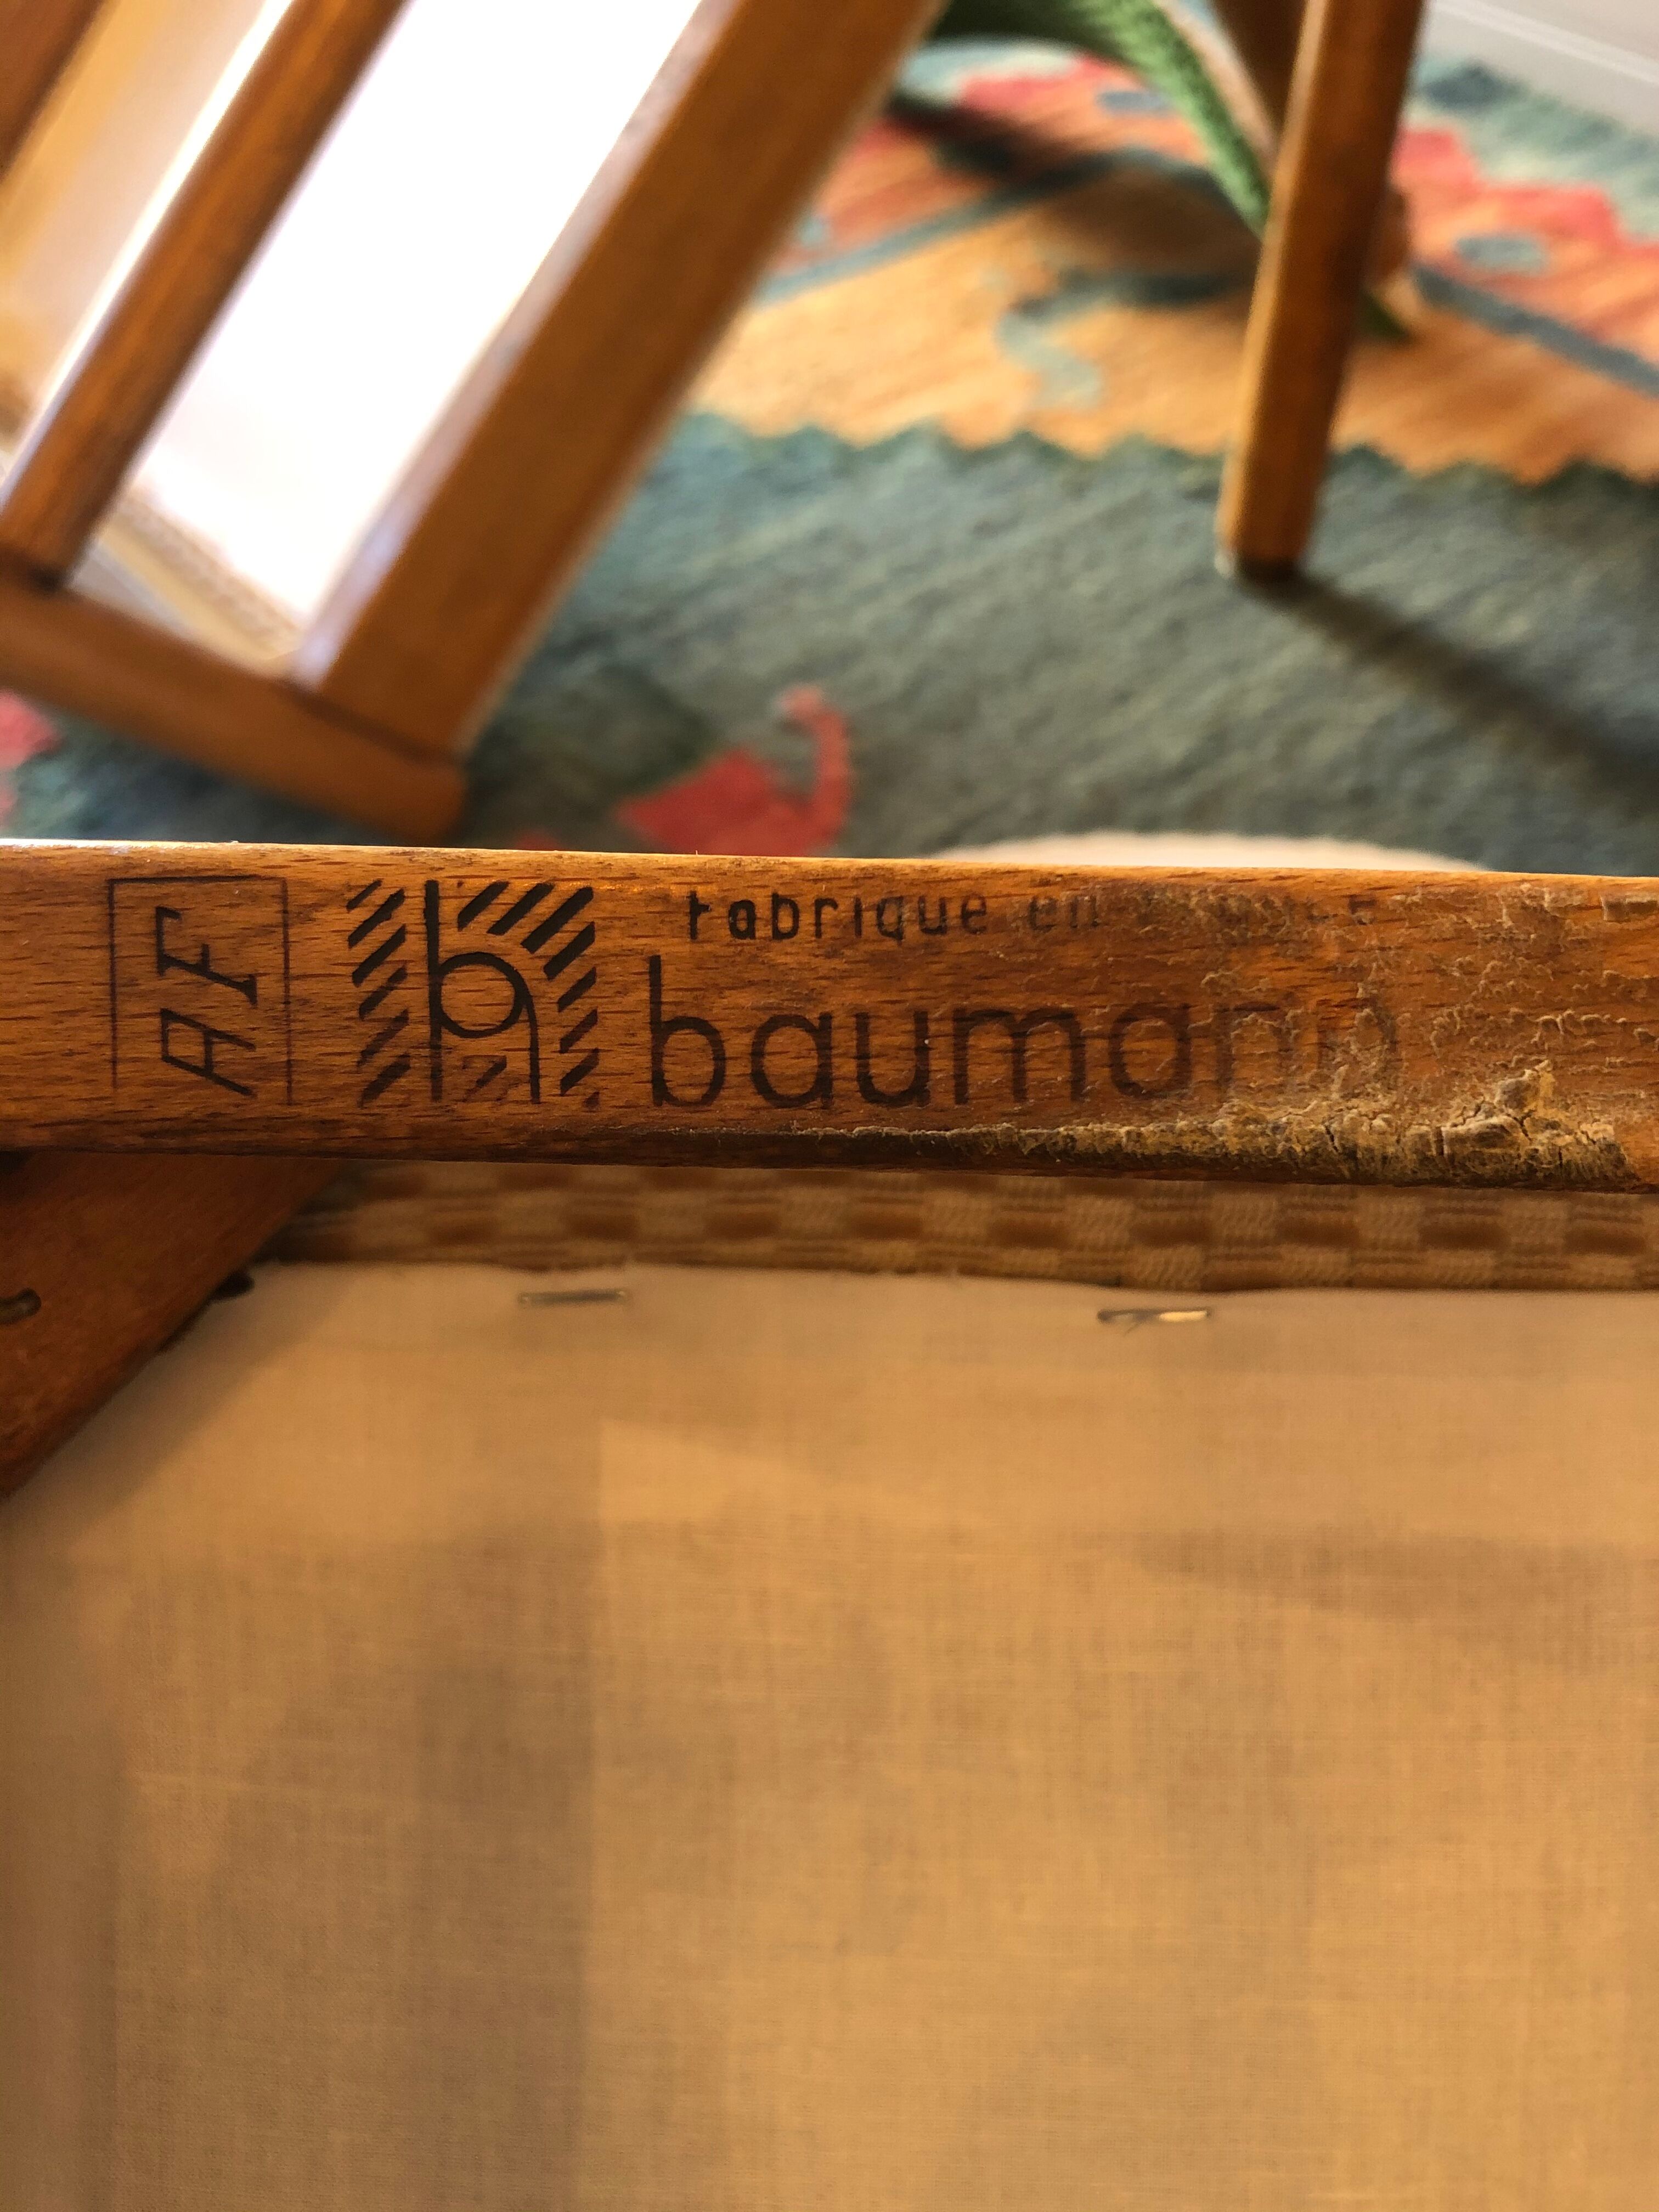 AF
b
fabrique en
baumann